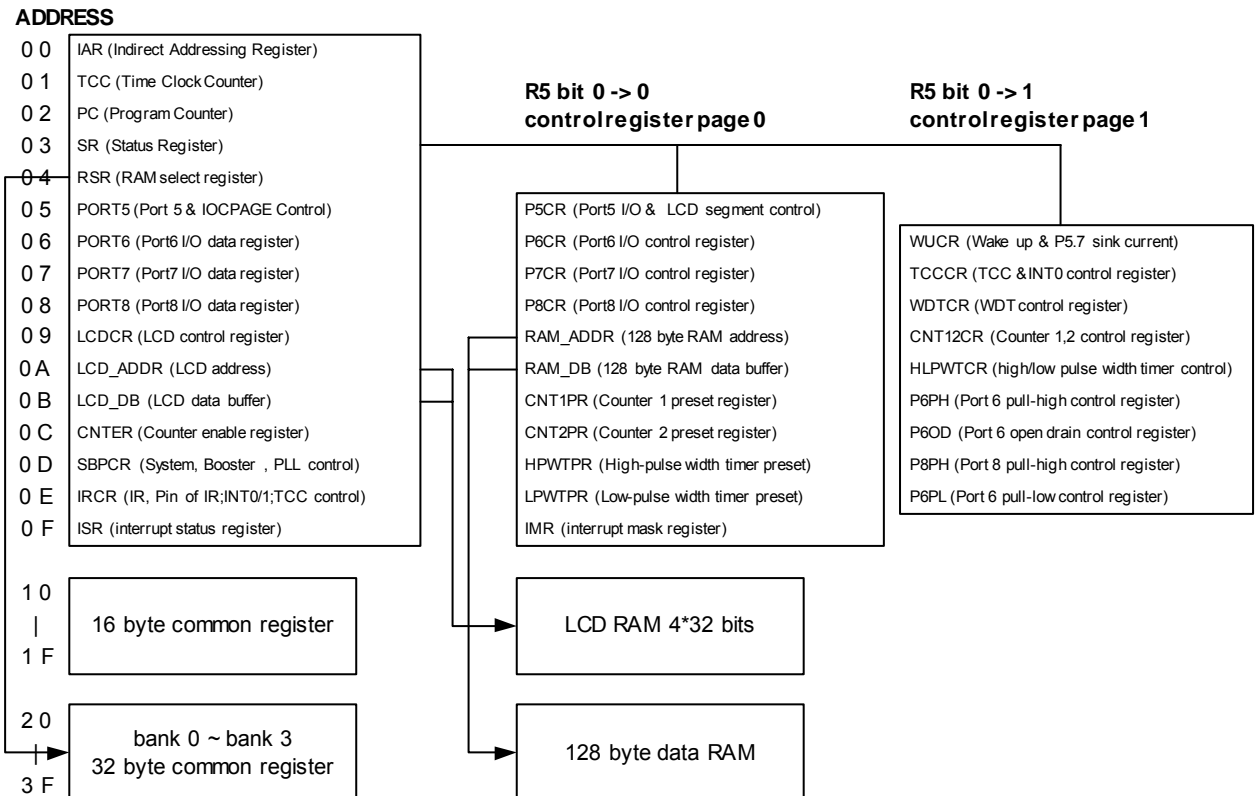 ADDRESS
0 0 IAR (Indirect Addressing Register)
0 1 TCC (Time Clock Counter)
0 2 PC (Program Counter)
0 3 SR (Status Register)
0 4 RSR (RAM select register)
0 5 PORT5 (Port 5 & IOCPAGE Control)
0 6 PORT6 (Port6 I/O data register)
0 7 PORT7 (Port7 I/O data register)
0 8 PORT8 (Port8 I/O data register)
0 9 LCDCR (LCD control register)
0 A LCD_ADDR (LCD address)
0 B LCD_DB (LCD data buffer)
0 C CNTER (Counter enable register)
0 D SBPCR (System, Booster , PLL control)
0 E IRCR (IR, Pin of IR;INT0/1;TCC control)
0 F ISR (interrupt status register)
1 0
|
1 F
16 byte common register
2 0
|
3 F
bank 0 ~ bank 3
32 byte common register
R5 bit 0 -> 0
control register page 0
P5CR (Port5 I/O & LCD segment control)
P6CR (Port6 I/O control register)
P7CR (Port7 I/O control register)
P8CR (Port8 I/O control register)
RAM_ADDR (128 byte RAM address)
RAM_DB (128 byte RAM data buffer)
CNT1PR (Counter 1 preset register)
CNT2PR (Counter 2 preset register)
HPWTPR (High-pulse width timer preset)
LPWTPR (Low-pulse width timer preset)
IMR (interrupt mask register)
LCD RAM 4*32 bits
128 byte data RAM
R5 bit 0 -> 1
control register page 1
WUCR (Wake up & P5.7 sink current)
TCCCR (TCC & INT0 control register)
WDTCR (WDT control register)
CNT12CR (Counter 1,2 control register)
HLPWTCR (high/low pulse width timer control)
P6PH (Port 6 pull-high control register)
P6OD (Port 6 open drain control register)
P8PH (Port 8 pull-high control register)
P6PL (Port 6 pull-low control register)